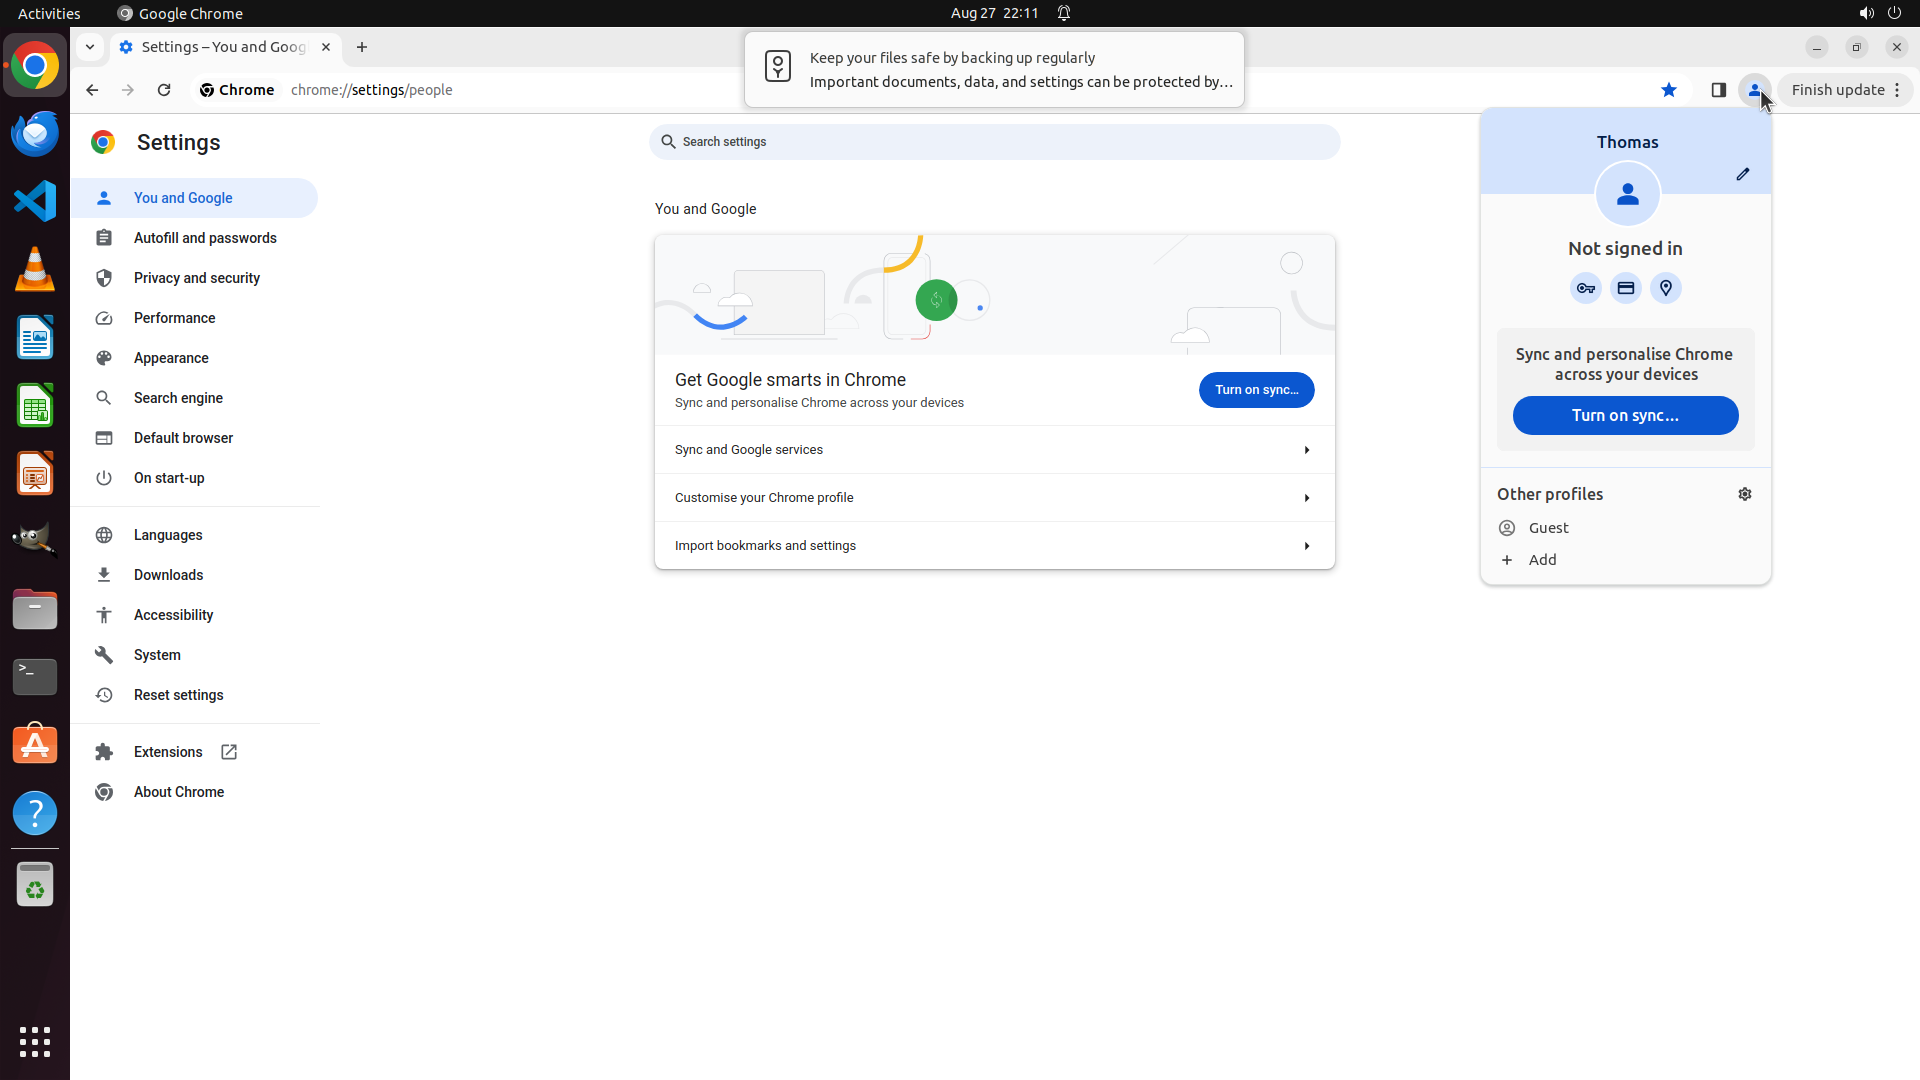 Activities
Google Chrome
Aug 27 22:11
Settings – You and Goog
Keep your files safe by backing up regularly
Important documents, data, and settings can be protected by…
Chrome
chrome://settings/people
Finish update
Settings
Search settings
You and Google
Autofill and passwords
Privacy and security
Performance
Appearance
Search engine
Default browser
On start-up
Languages
Downloads
Accessibility
System
Reset settings
Extensions
About Chrome
You and Google
Get Google smarts in Chrome
Sync and personalise Chrome across your devices
Turn on sync…
Sync and Google services
Customise your Chrome profile
Import bookmarks and settings
Thomas
Not signed in
Sync and personalise Chrome
across your devices
Turn on sync…
Other profiles
Guest
Add